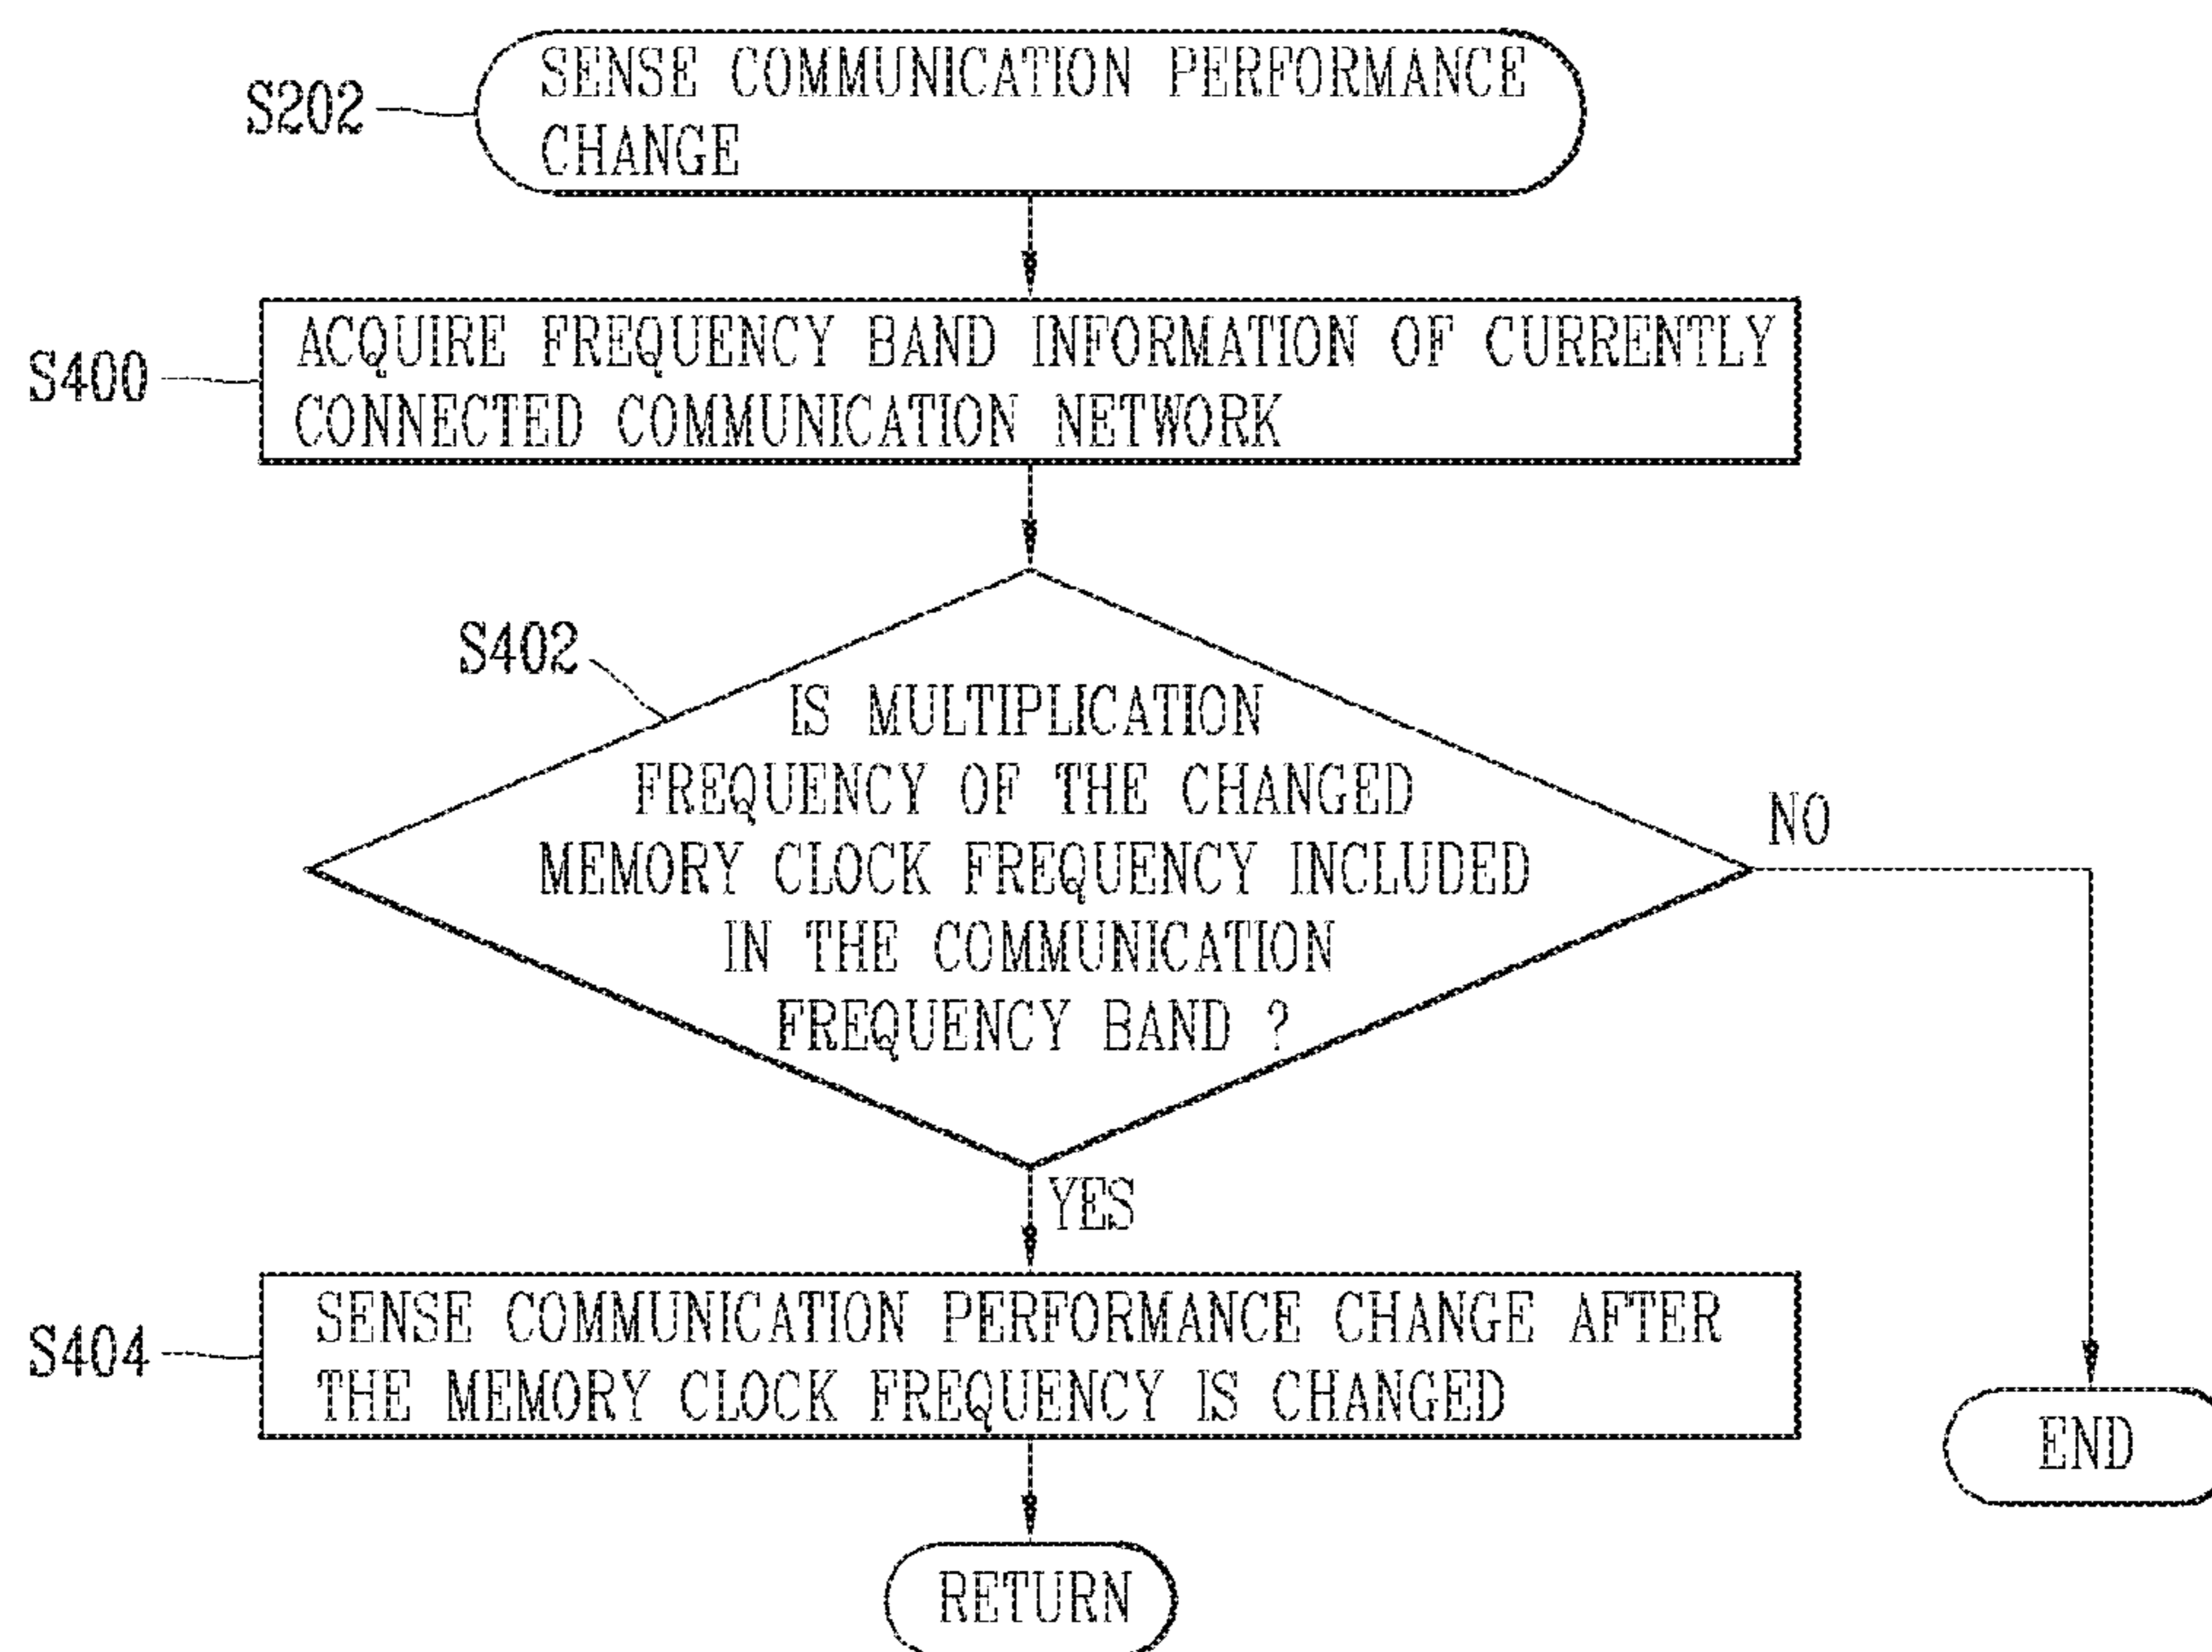 S202
SENSE COMMUNICATION PERFORMANCE
CHANGE
S400
ACQUIRE FREQUENCY BAND INFORMATION OF CURRENTLY
CONNECTED COMMUNICATION NETWORK
S402
IS MULTIPLICATION
FREQUENCY OF THE CHANGED
MEMORY CLOCK FREQUENCY INCLUDED
IN THE COMMUNICATION
FREQUENCY BAND ?
NO
YES
S404
SENSE COMMUNICATION PERFORMANCE CHANGE AFTER
THE MEMORY CLOCK FREQUENCY IS CHANGED
END
RETURN